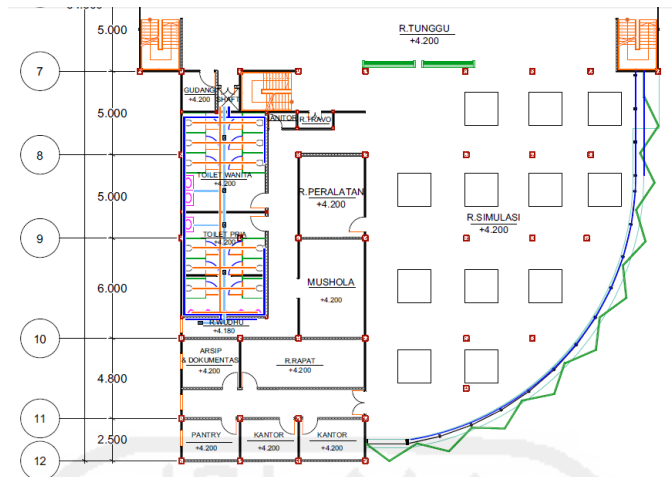 5.000
R.TUNGGU
+4.200
7
GUDANG
+4.200
SHAFT
5.000
R.TRAVO
8
TOILET WANITA
+4.200
R.PERALATAN
+4.200
5.000
R.SIMULASI
+4.200
9
TOILET PRIA
+4.200
MUSHOLA
+4.200
6.000
R.WUDHU
+4.180
10
ARSIP
& DOKUMENTAS
+4.200
R.RAPAT
+4.200
4.800
11
PANTRY
+4.200
KANTOR
+4.200
KANTOR
+4.200
2.500
12